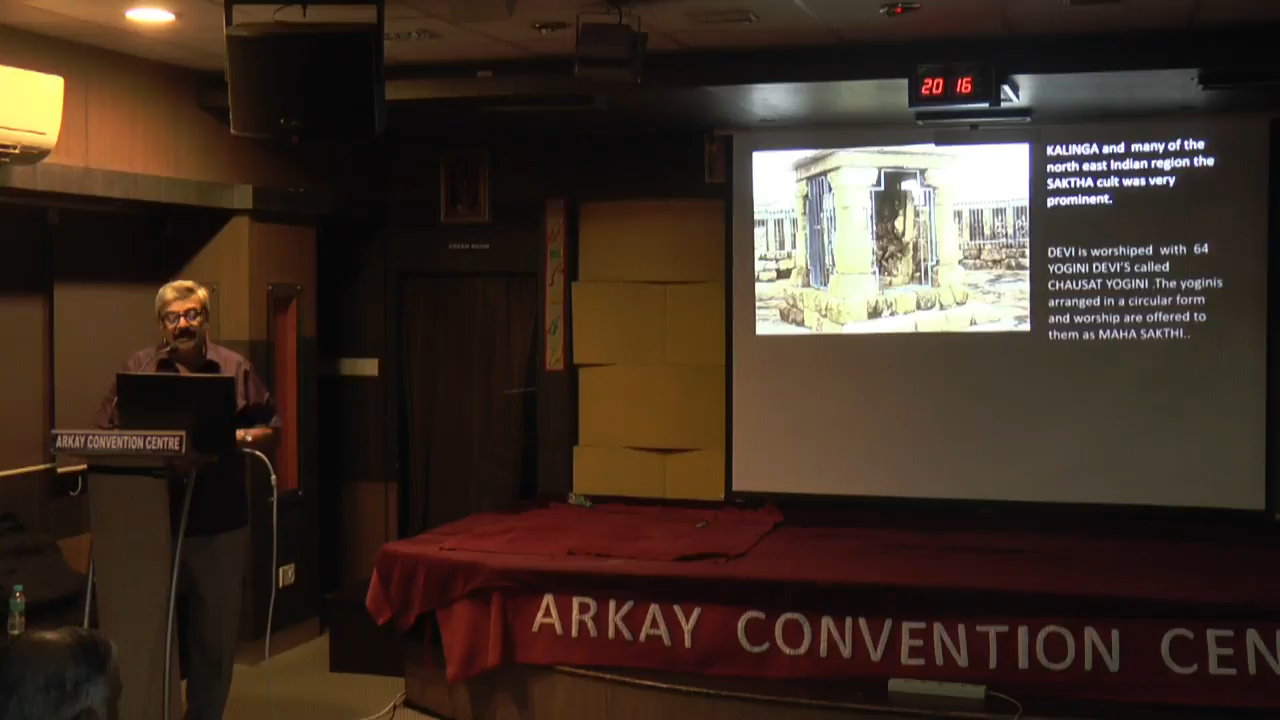 20 16
KALINGA and many of the
north east Indian region the
SAKTHA cult was very
prominent.
DEVI is worshiped with 64
YOGINI DEVI'S called
CHAUSAT YOGINI .The yoginis
arranged in a circular form
and worship are offered to
them as MAHA SAKTHI..
GREEN ROOM
ARKAY CONVENTION CENTRE
ARKAY CONVENTION CEN